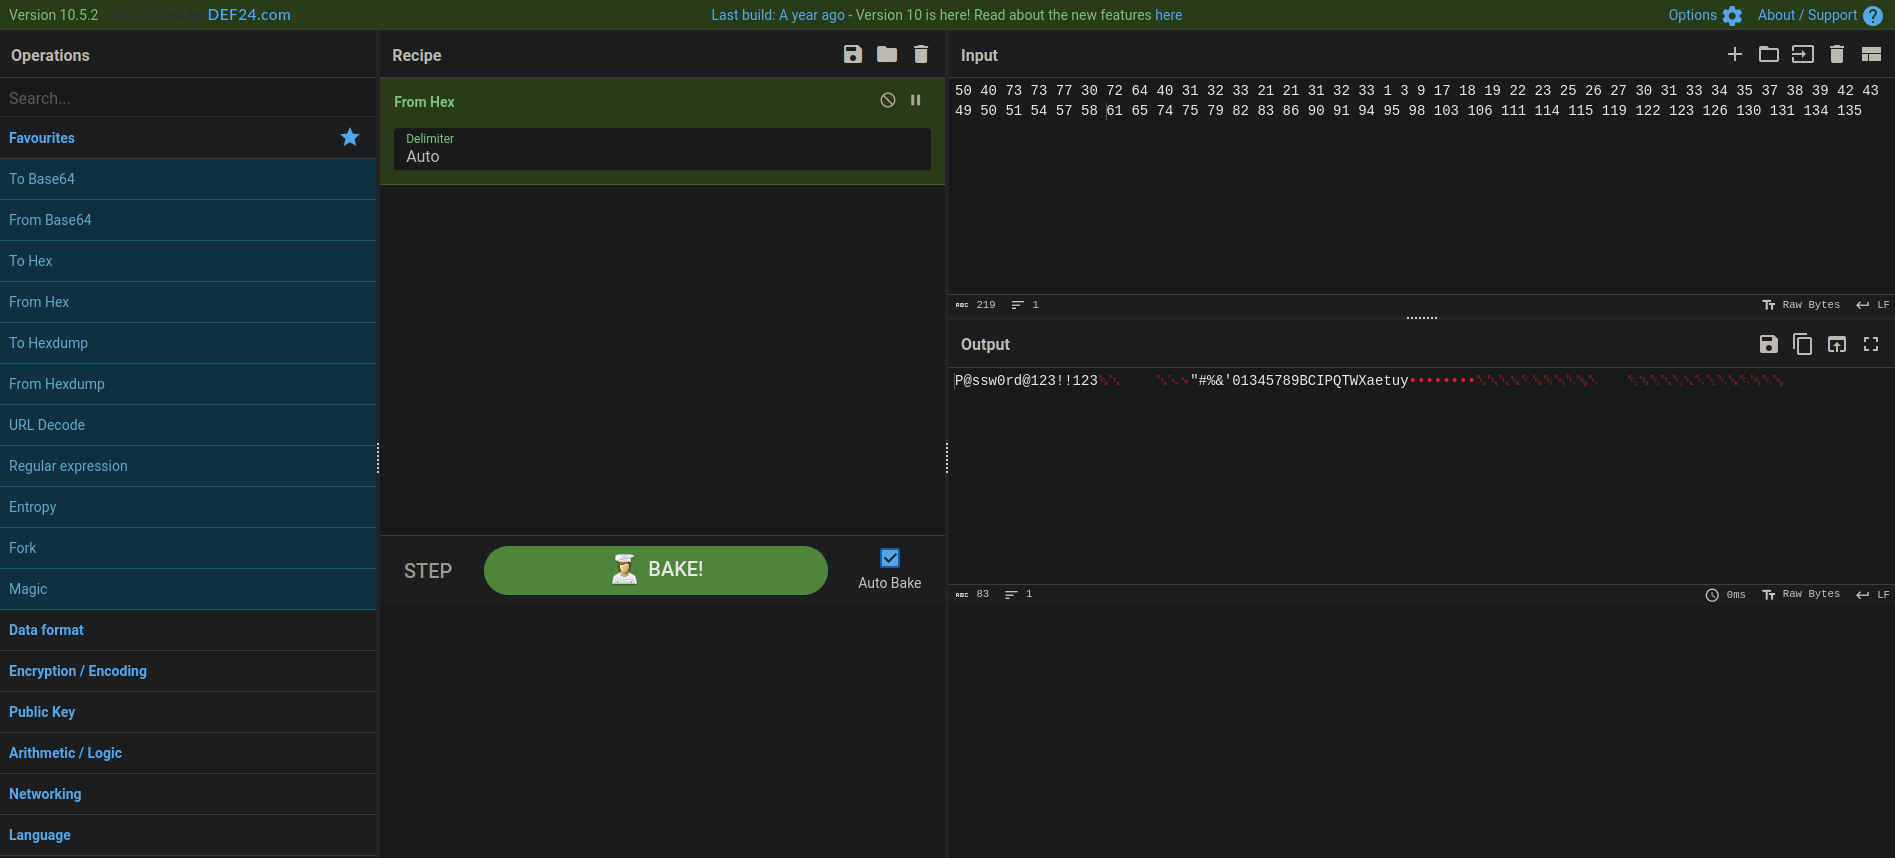 Version 10.5.2
DEF24.com
Last build: A year ago - Version 10 is here! Read about the new features here
Options
About / Support
Operations
Search...
Favourites
To Base64
From Base64
To Hex
From Hex
To Hexdump
From Hexdump
URL Decode
Regular expression
Entropy
Fork
Magic
Data format
Encryption / Encoding
Public Key
Arithmetic / Logic
Networking
Language
Recipe
From Hex
Delimiter
Auto
STEP
BAKE!
Auto Bake
Input
50 40 73 73 77 30 72 64 40 31 32 33 21 21 31 32 33 1 3 9 17 18 19 22 23 25 26 27 30 31 33 34 35 37 38 39 42 43
49 50 51 54 57 58 61 65 74 75 79 82 83 86 90 91 94 95 98 103 106 111 114 115 119 122 123 126 130 131 134 135
219
1
Raw Bytes
LF
Output
P@ssw0rd@123!!123 "#%&'01345789BCIPQTWXaetuy••••••••
83
1
0ms
Raw Bytes
LF